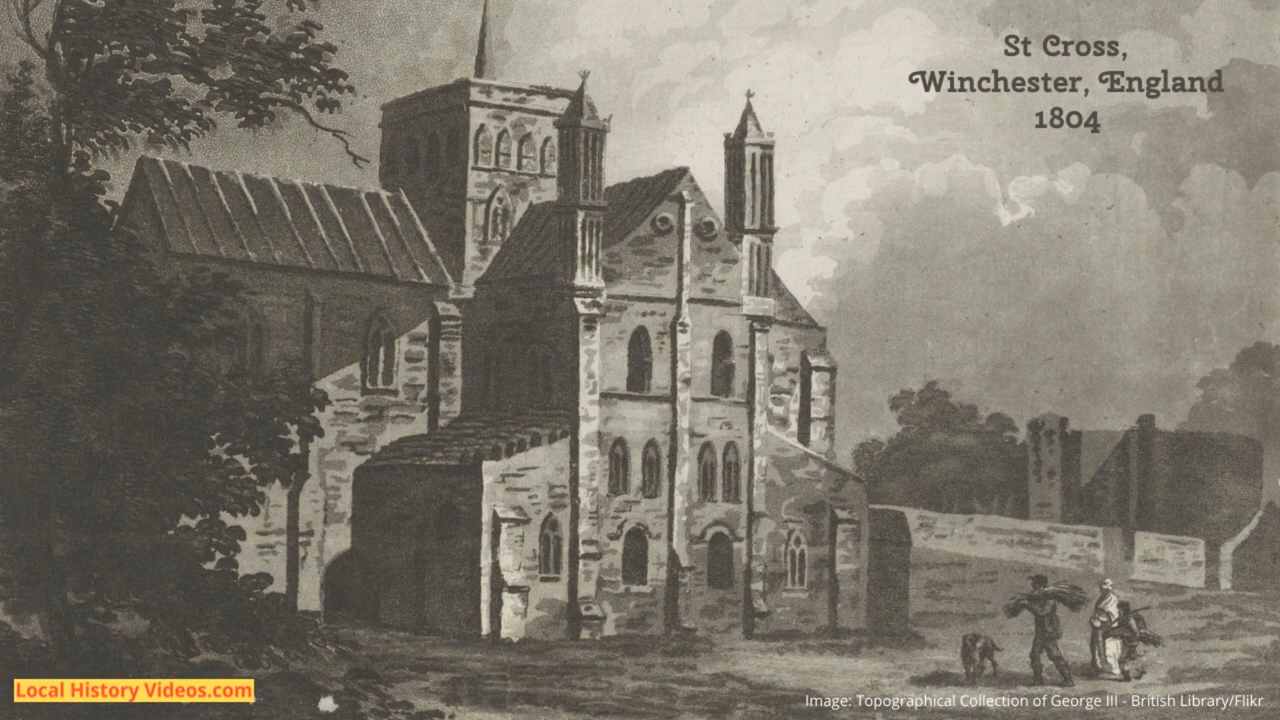 St Cross,
Winchester, England
1804
Local History Videos.com
Image: Topographical Collection of George III - British Library/Flikr